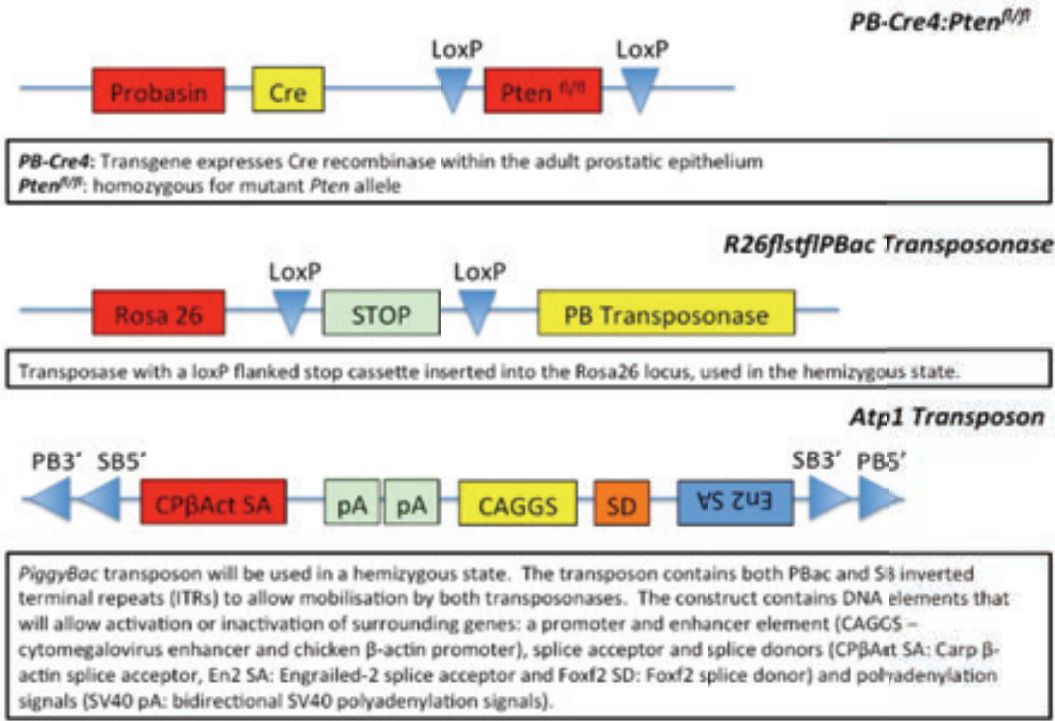 PB-Cre4:Pten^fl/fl
LoxP LoxP
Probasin Cre Pten fl/fl
PB-Cre4: Transgene expresses Cre recombinase within the adult prostatic epithelium
Pten^fl/fl: homozygous for mutant Pten allele
R26flstflPBac Transposonase
LoxP LoxP
Rosa 26 STOP PB Transposonase
Transposase with a loxP flanked stop cassette inserted into the Rosa26 locus, used in the hemizygous state.
Atp1 Transposon
PB3' SB5' SB3' PB5'
CPβAct SA pA pA CAGGS SD En2 SA
PiggyBac transposon will be used in a hemizygous state. The transposon contains both PBac and SB inverted
terminal repeats (ITRs) to allow mobilisation by both transposonases. The construct contains DNA elements that
will allow activation or inactivation of surrounding genes: a promoter and enhancer element (CAGGS –
cytomegalovirus enhancer and chicken β-actin promoter), splice acceptor and splice donors (CPβAct SA: Carp β-
actin splice acceptor, En2 SA: Engrailed-2 splice acceptor and Foxf2 SD: Foxf2 splice donor) and polyadenylation
signals (SV40 pA: bidirectional SV40 polyadenylation signals).